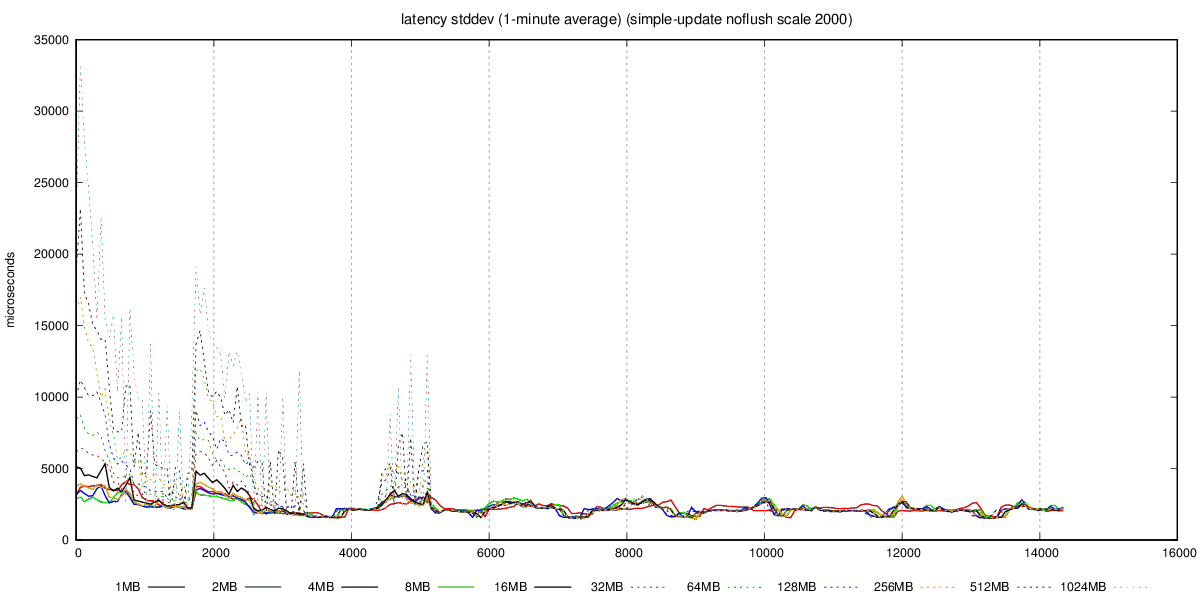 latency stddev (1-minute average) (simple-update noflush scale 2000)
35000
30000
25000
20000
15000
10000
5000
0
microseconds
0 2000 4000 6000 8000 10000 12000 14000 16000
1MB 2MB 4MB 8MB 16MB 32MB 64MB 128MB 256MB 512MB 1024MB